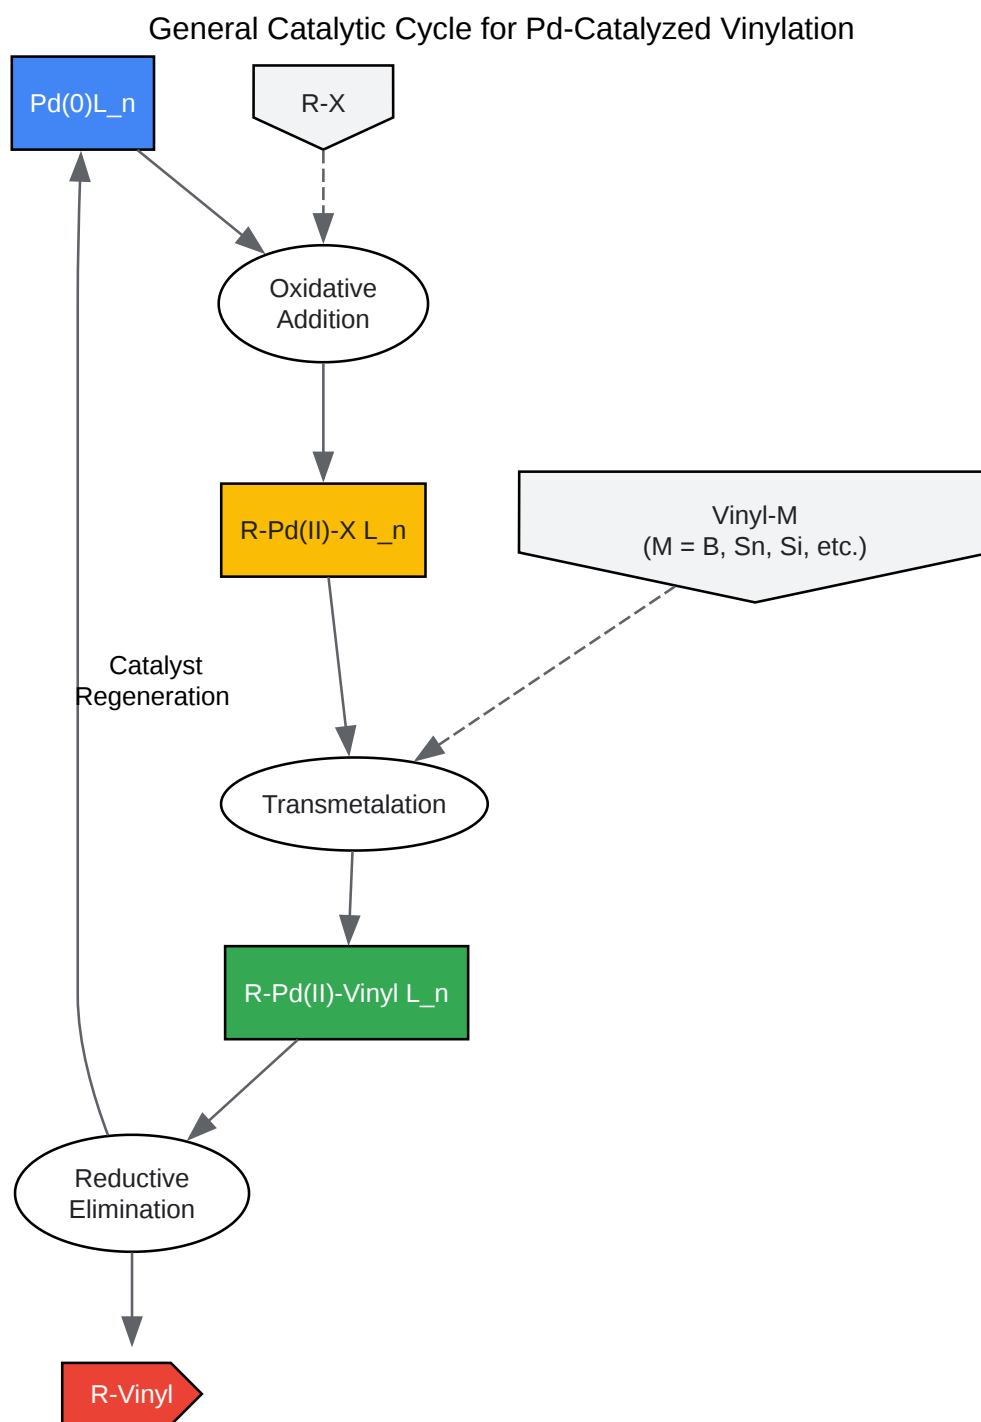 General Catalytic Cycle for Pd-Catalyzed Vinylation
Pd(0)L_n
R-X
Oxidative
Addition
R-Pd(II)-X L_n
Vinyl-M
(M = B, Sn, Si, etc.)
Catalyst
Regeneration
Transmetalation
R-Pd(II)-Vinyl L_n
Reductive
Elimination
R-Vinyl